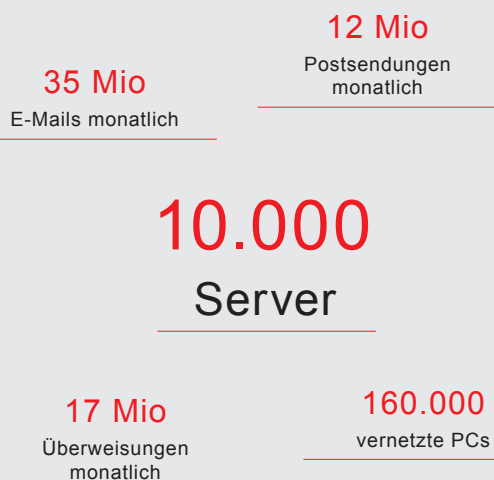 12 Mio
Postsendungen
monatlich
35 Mio
E-Mails monatlich
10.000
Server
17 Mio
Überweisungen
monatlich
160.000
vernetzte PCs